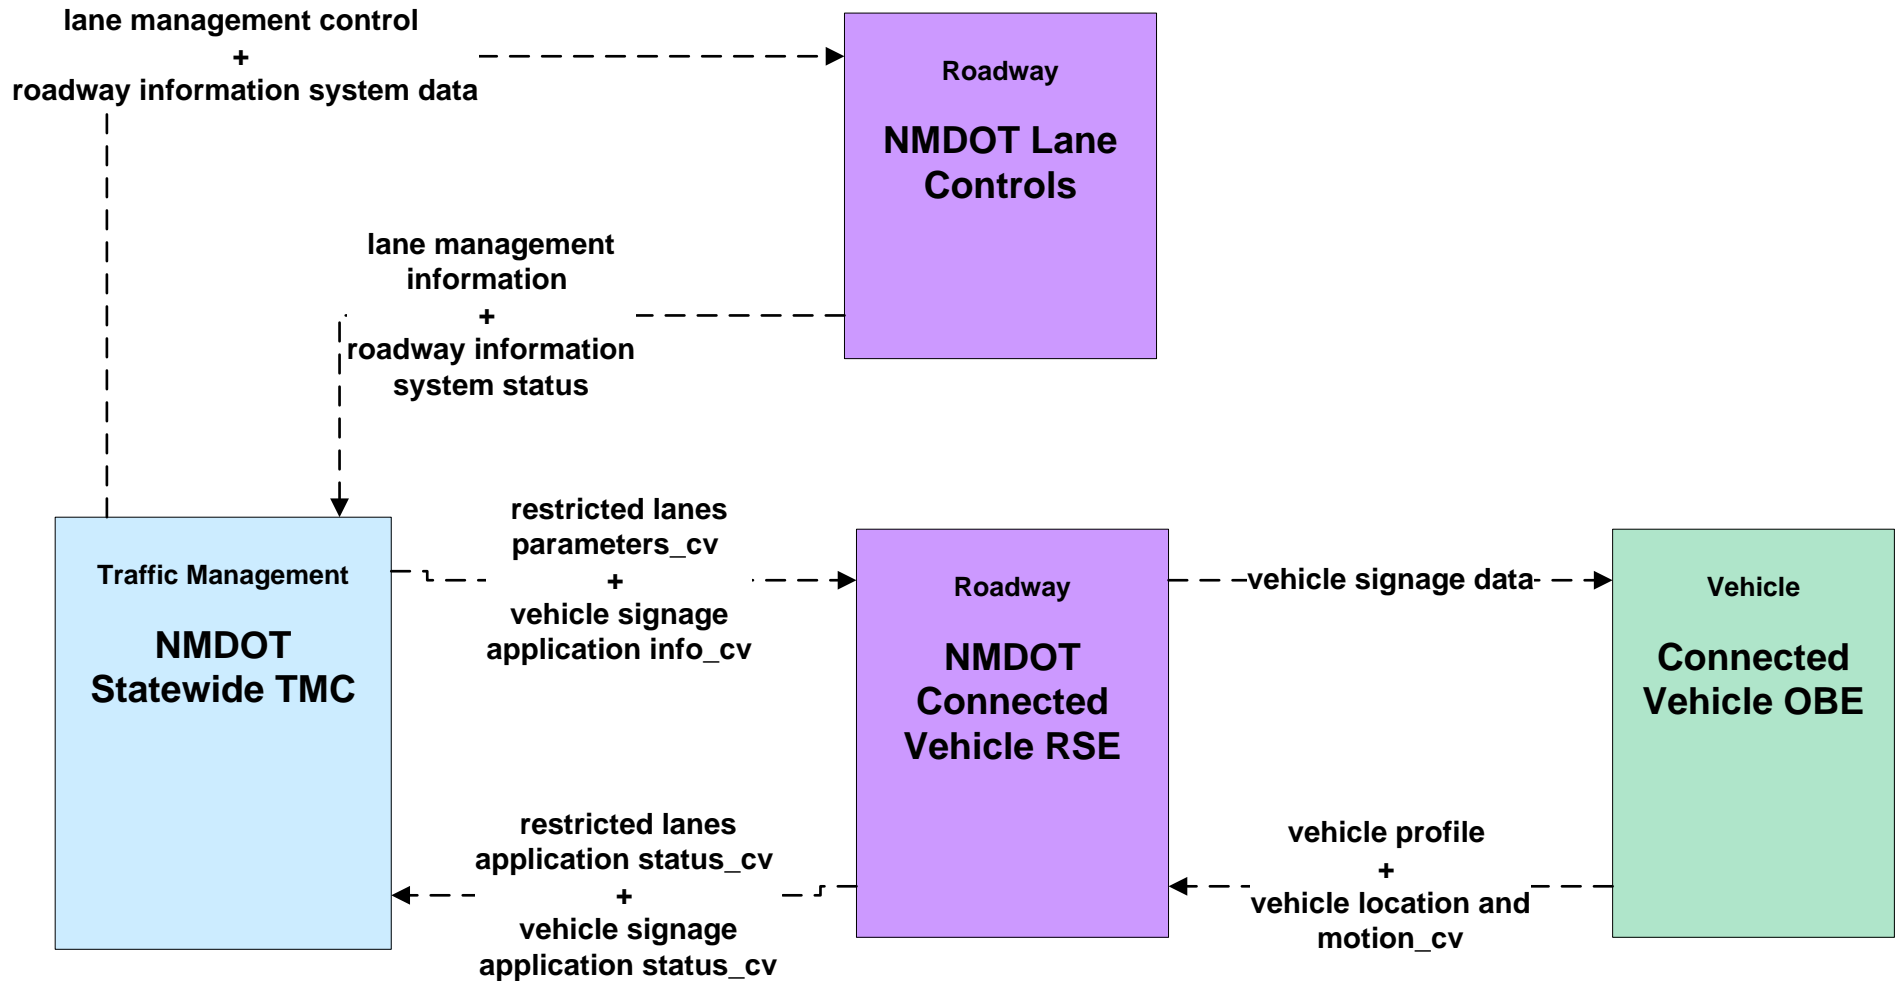 lane management control
+
roadway information system data
Roadway
NMDOT Lane
Controls
lane management
information
+
roadway information
system status
Traffic Management
NMDOT
Statewide TMC
restricted lanes
parameters_cv
+
vehicle signage
application info_cv
Roadway
NMDOT
Connected
Vehicle RSE
vehicle signage data
Vehicle
Connected
Vehicle OBE
restricted lanes
application status_cv
+
vehicle signage
application status_cv
vehicle profile
+
vehicle location and
motion_cv